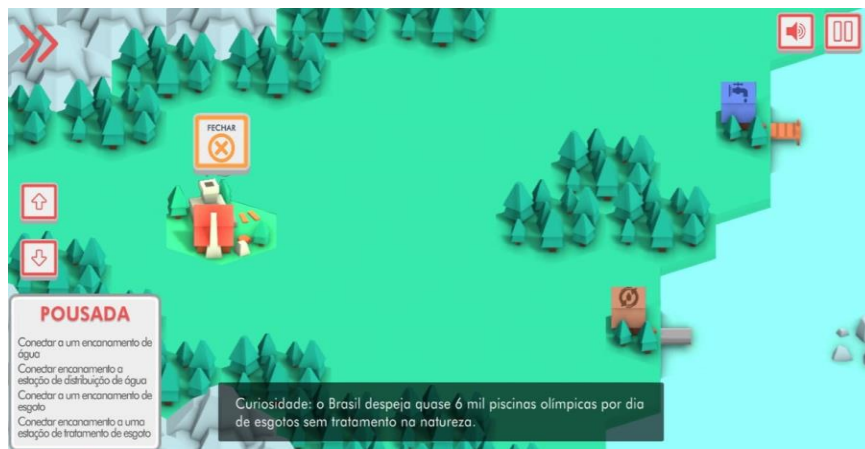 FECHAR
POUSADA
Conectar a um encanamento de
água
Conectar encanamento a
estação de distribuição de água
Conectar a um encanamento de
esgoto
Conectar encanamento a uma
estação de tratamento de esgoto
Curiosidade: o Brasil despeja quase 6 mil piscinas olímpicas por dia
de esgotos sem tratamento na natureza.